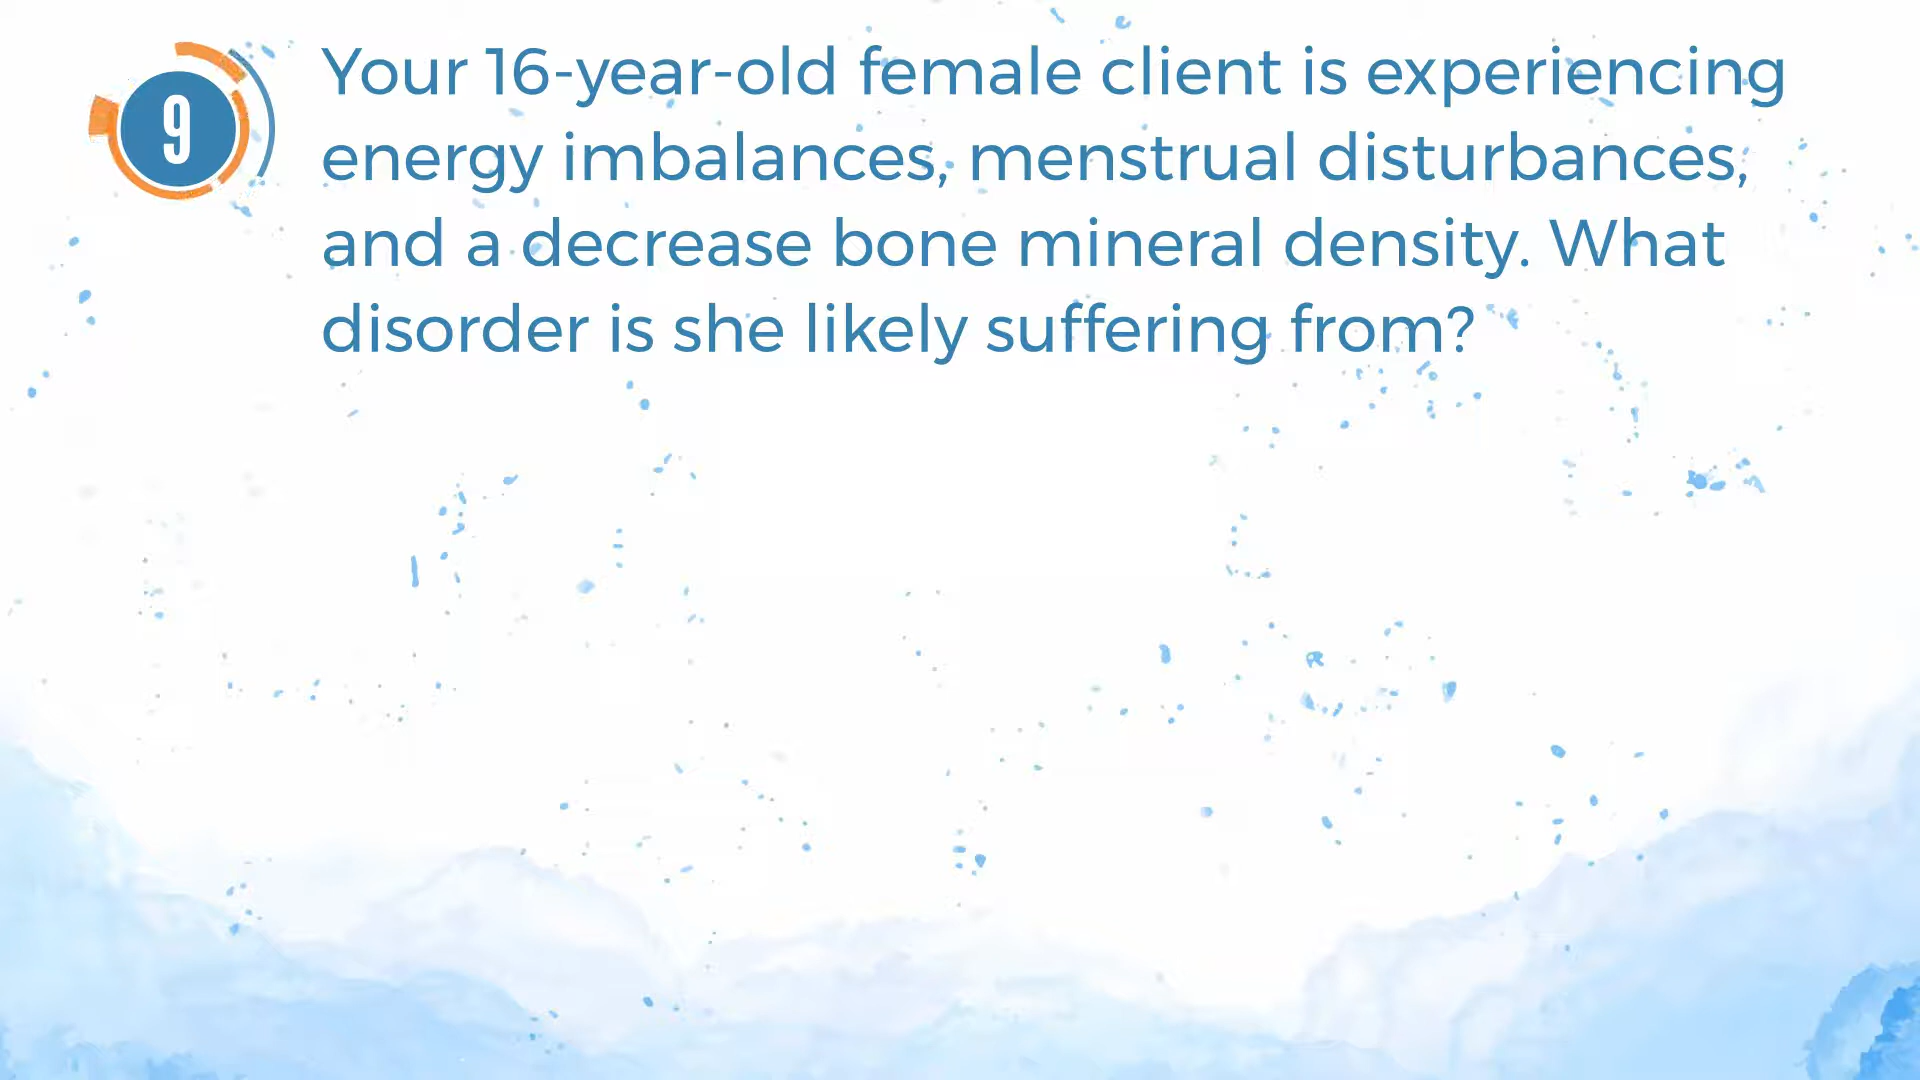 9
Your 16-year-old female client is experiencing
energy imbalances, menstrual disturbances,
and a decrease bone mineral density. What
disorder is she likely suffering from?